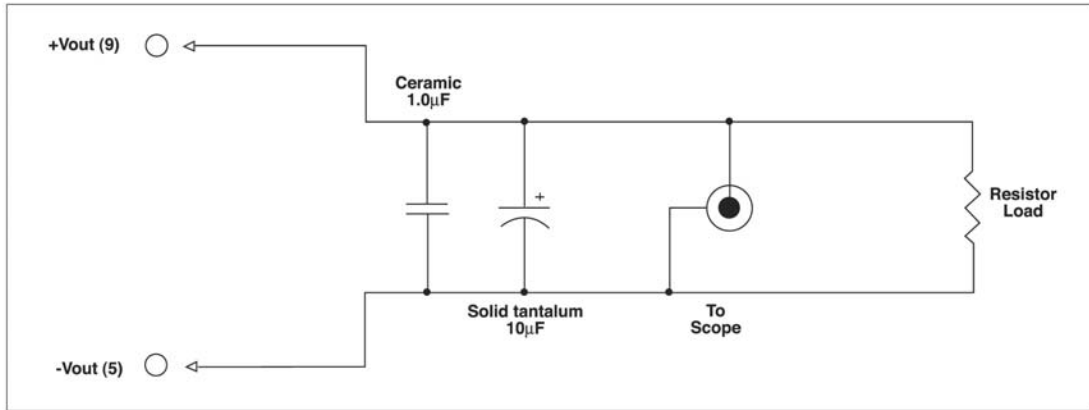 +Vout (9)
Ceramic
1.0μF
+
Resistor
Load
Solid tantalum
10μF
To
Scope
-Vout (5)